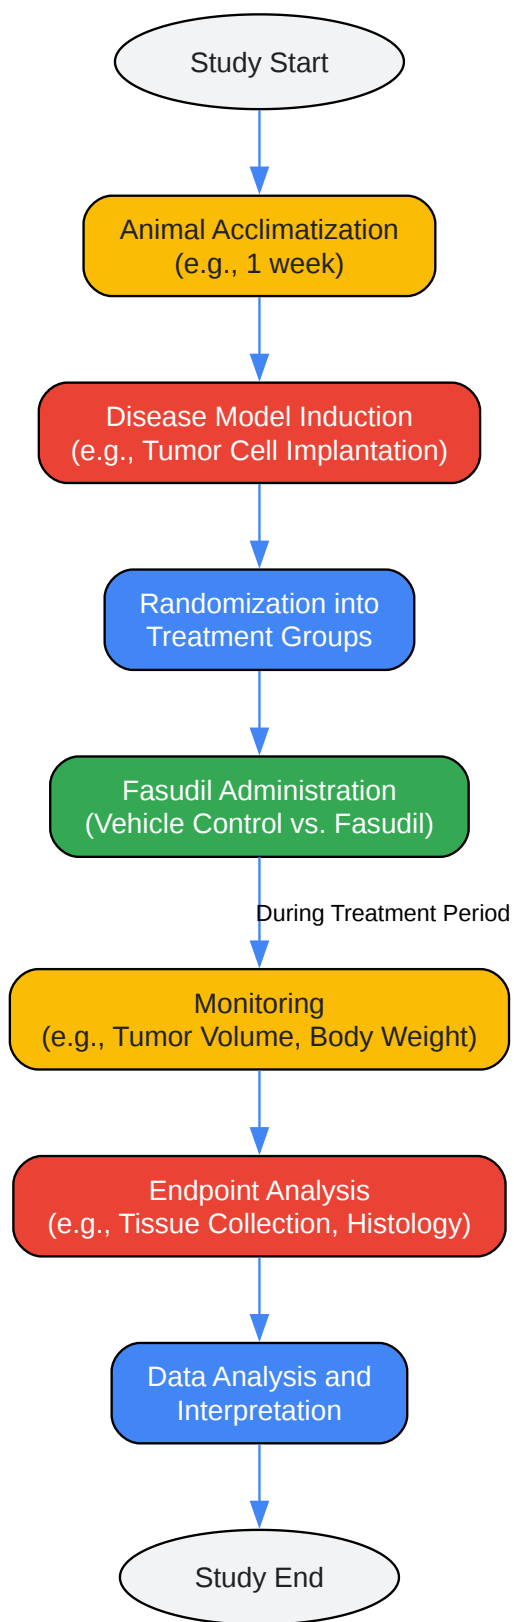 Study Start
Animal Acclimatization
(e.g., 1 week)
Disease Model Induction
(e.g., Tumor Cell Implantation)
Randomization into
Treatment Groups
Fasudil Administration
(Vehicle Control vs. Fasudil)
During Treatment Period
Monitoring
(e.g., Tumor Volume, Body Weight)
Endpoint Analysis
(e.g., Tissue Collection, Histology)
Data Analysis and
Interpretation
Study End